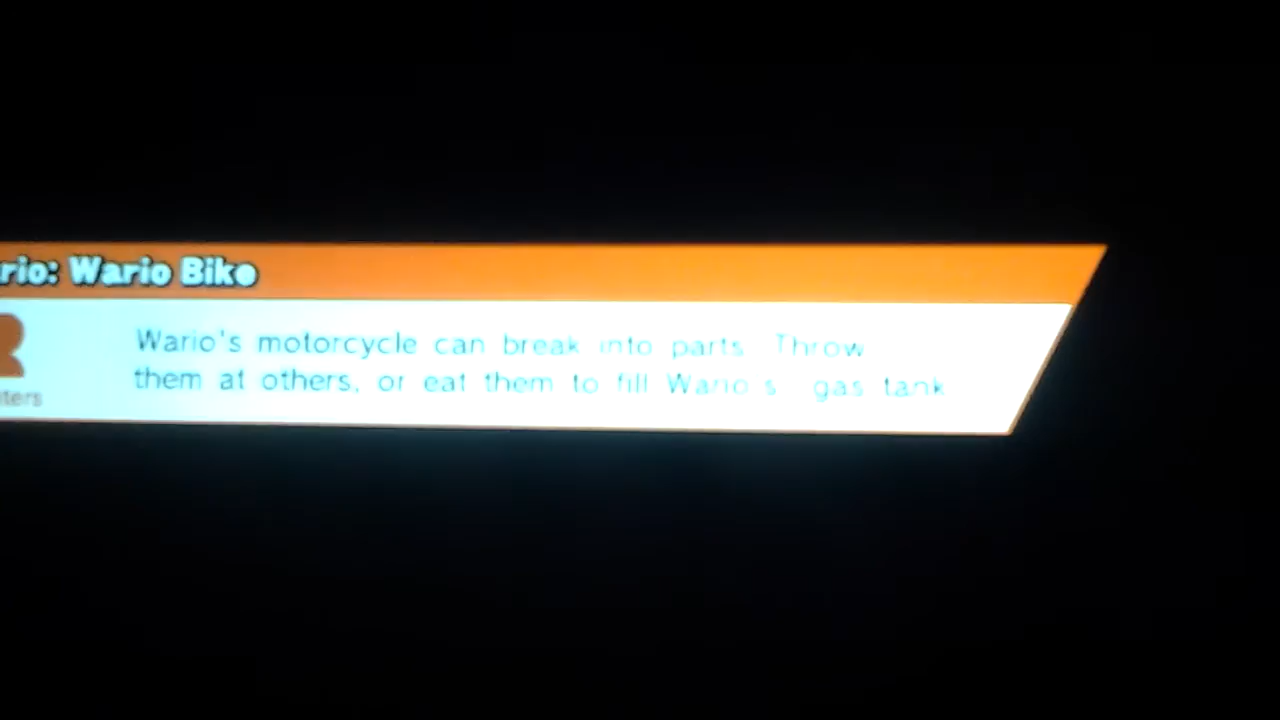 rio: Wario Bike
Wario's motorcycle can break into parts. Throw
them at others, or eat them to fill Wario's "gas tank
ters